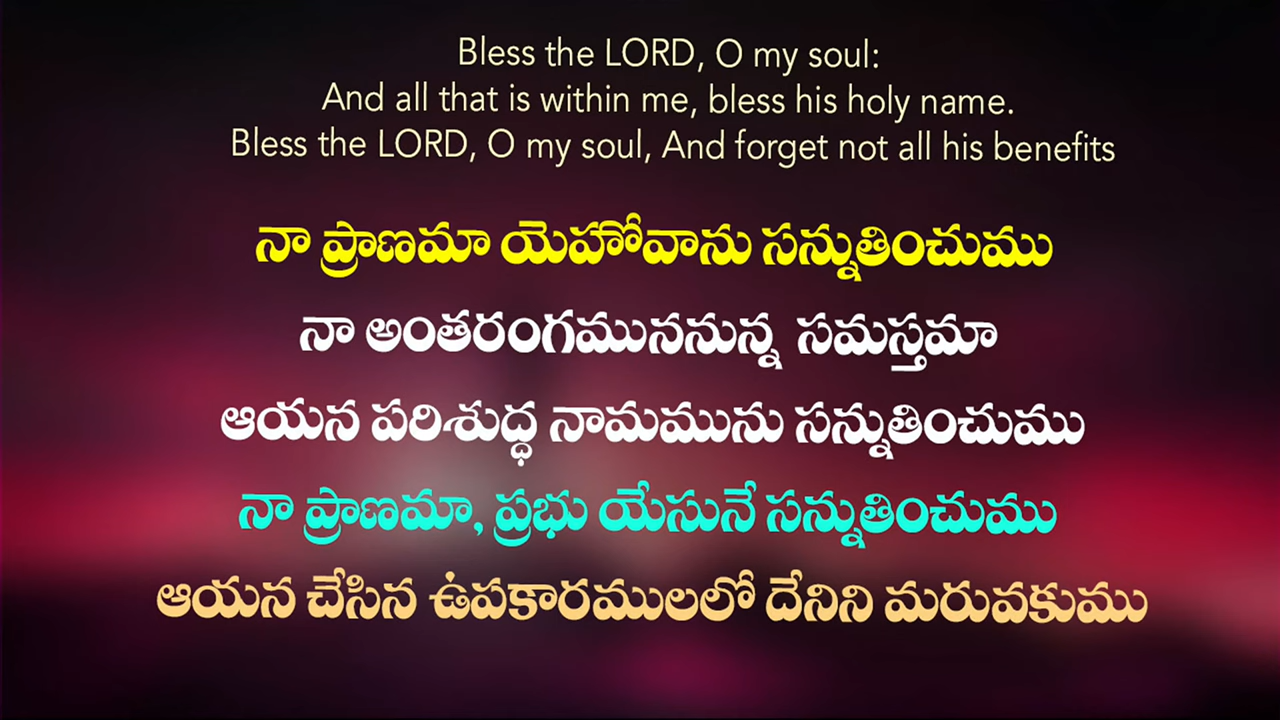 Bless the LORD, O my soul:
And all that is within me, bless his holy name.
Bless the LORD, O my soul, And forget not all his benefits
నా ప్రాణమా యెహోవాను సన్నుతించుము
నా అంతరంగముననున్న సమస్తమా
ఆయన పరిశుద్ధ నామమును సన్నుతించుము
నా ప్రాణమా, ప్రభు యేసునే సన్నుతించుము
ఆయన చేసిన ఉపకారములలో దేనిని మరువకుము